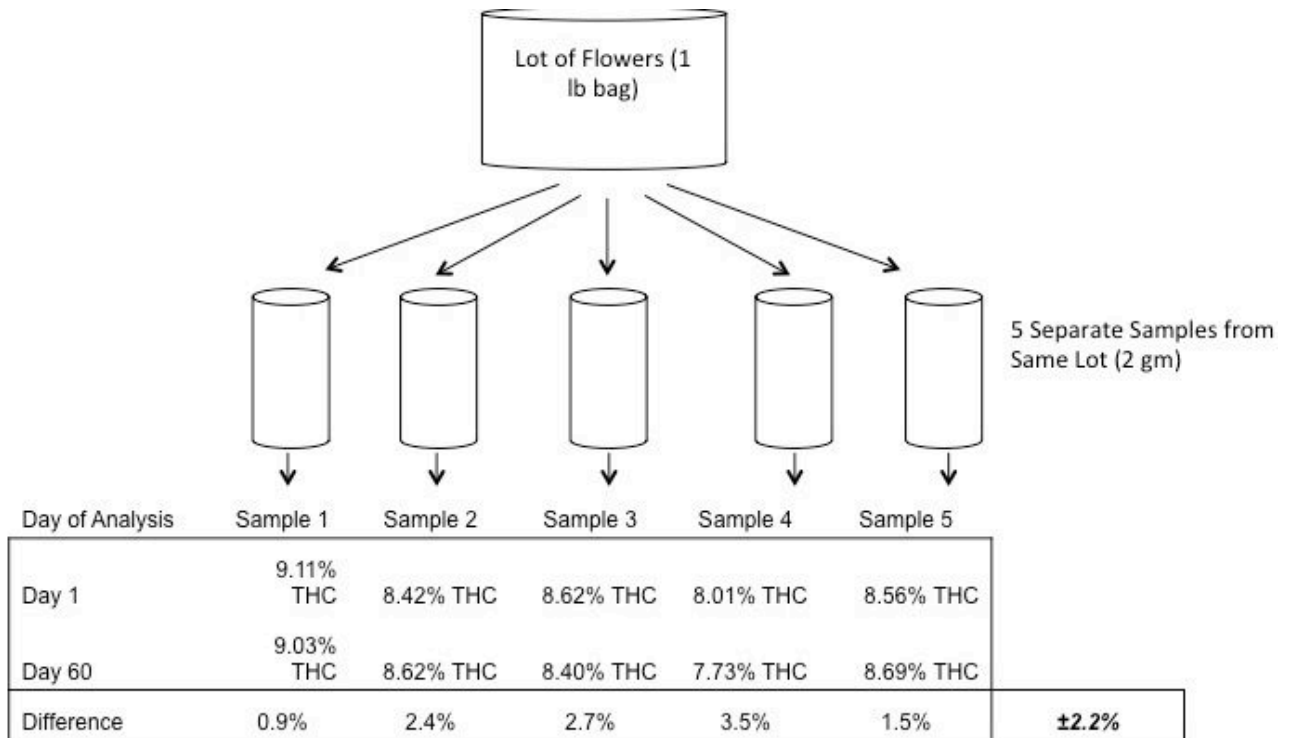 Lot of Flowers (1
lb bag)
5 Separate Samples from
Same Lot (2 gm)
Day of Analysis Sample 1 Sample 2 Sample 3 Sample 4 Sample 5
9.11%
Day 1 THC 8.42% THC 8.62% THC 8.01% THC 8.56% THC
9.03%
Day 60 THC 8.62% THC 8.40% THC 7.73% THC 8.69% THC
Difference 0.9% 2.4% 2.7% 3.5% 1.5% ±2.2%